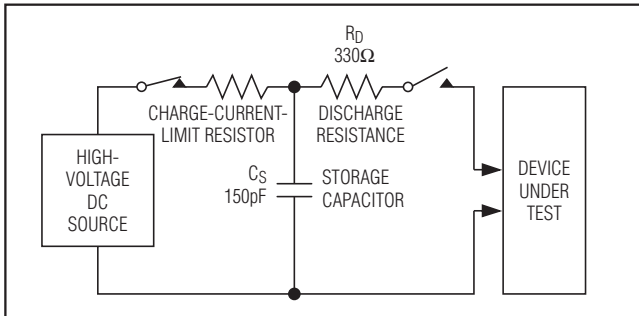 R_D
330Ω
CHARGE-CURRENT-
LIMIT RESISTOR
DISCHARGE
RESISTANCE
HIGH-
VOLTAGE
DC
SOURCE
C_S
150pF
STORAGE
CAPACITOR
DEVICE
UNDER
TEST